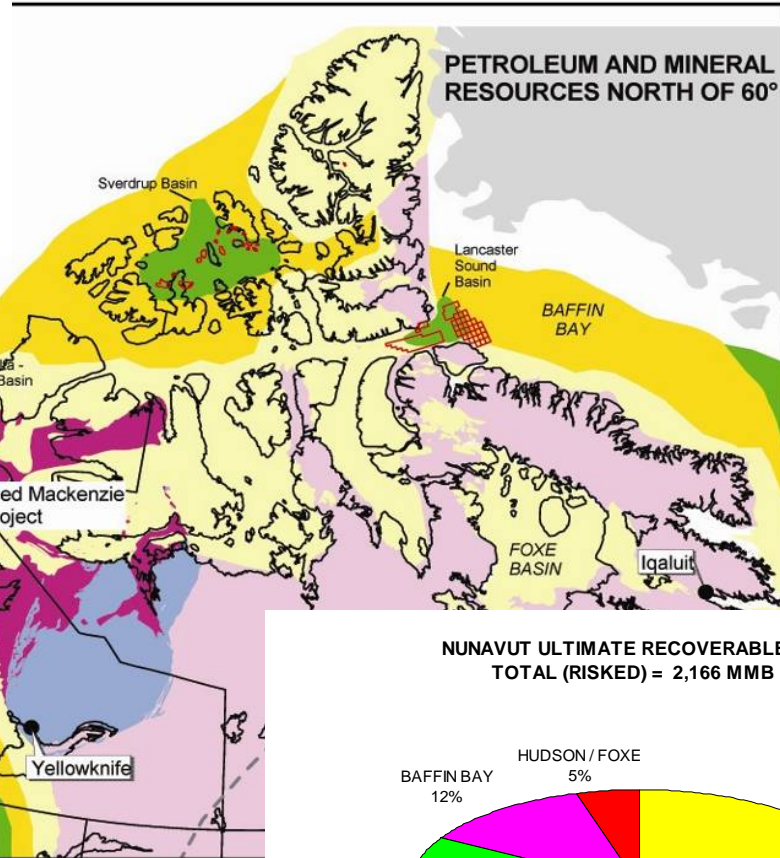 PETROLEUM AND MINERAL
RESOURCES NORTH OF 60°
Sverdrup Basin
Lancaster
Sound
Basin
BAFFIN
BAY
Basin
ed Mackenzie
oject
FOXE
BASIN
Iqaluit
Yellowknife
NUNAVUT ULTIMATE RECOVERABLE
TOTAL (RISKED) = 2,166 MMB
HUDSON / FOXE
5%
BAFFIN BAY
12%